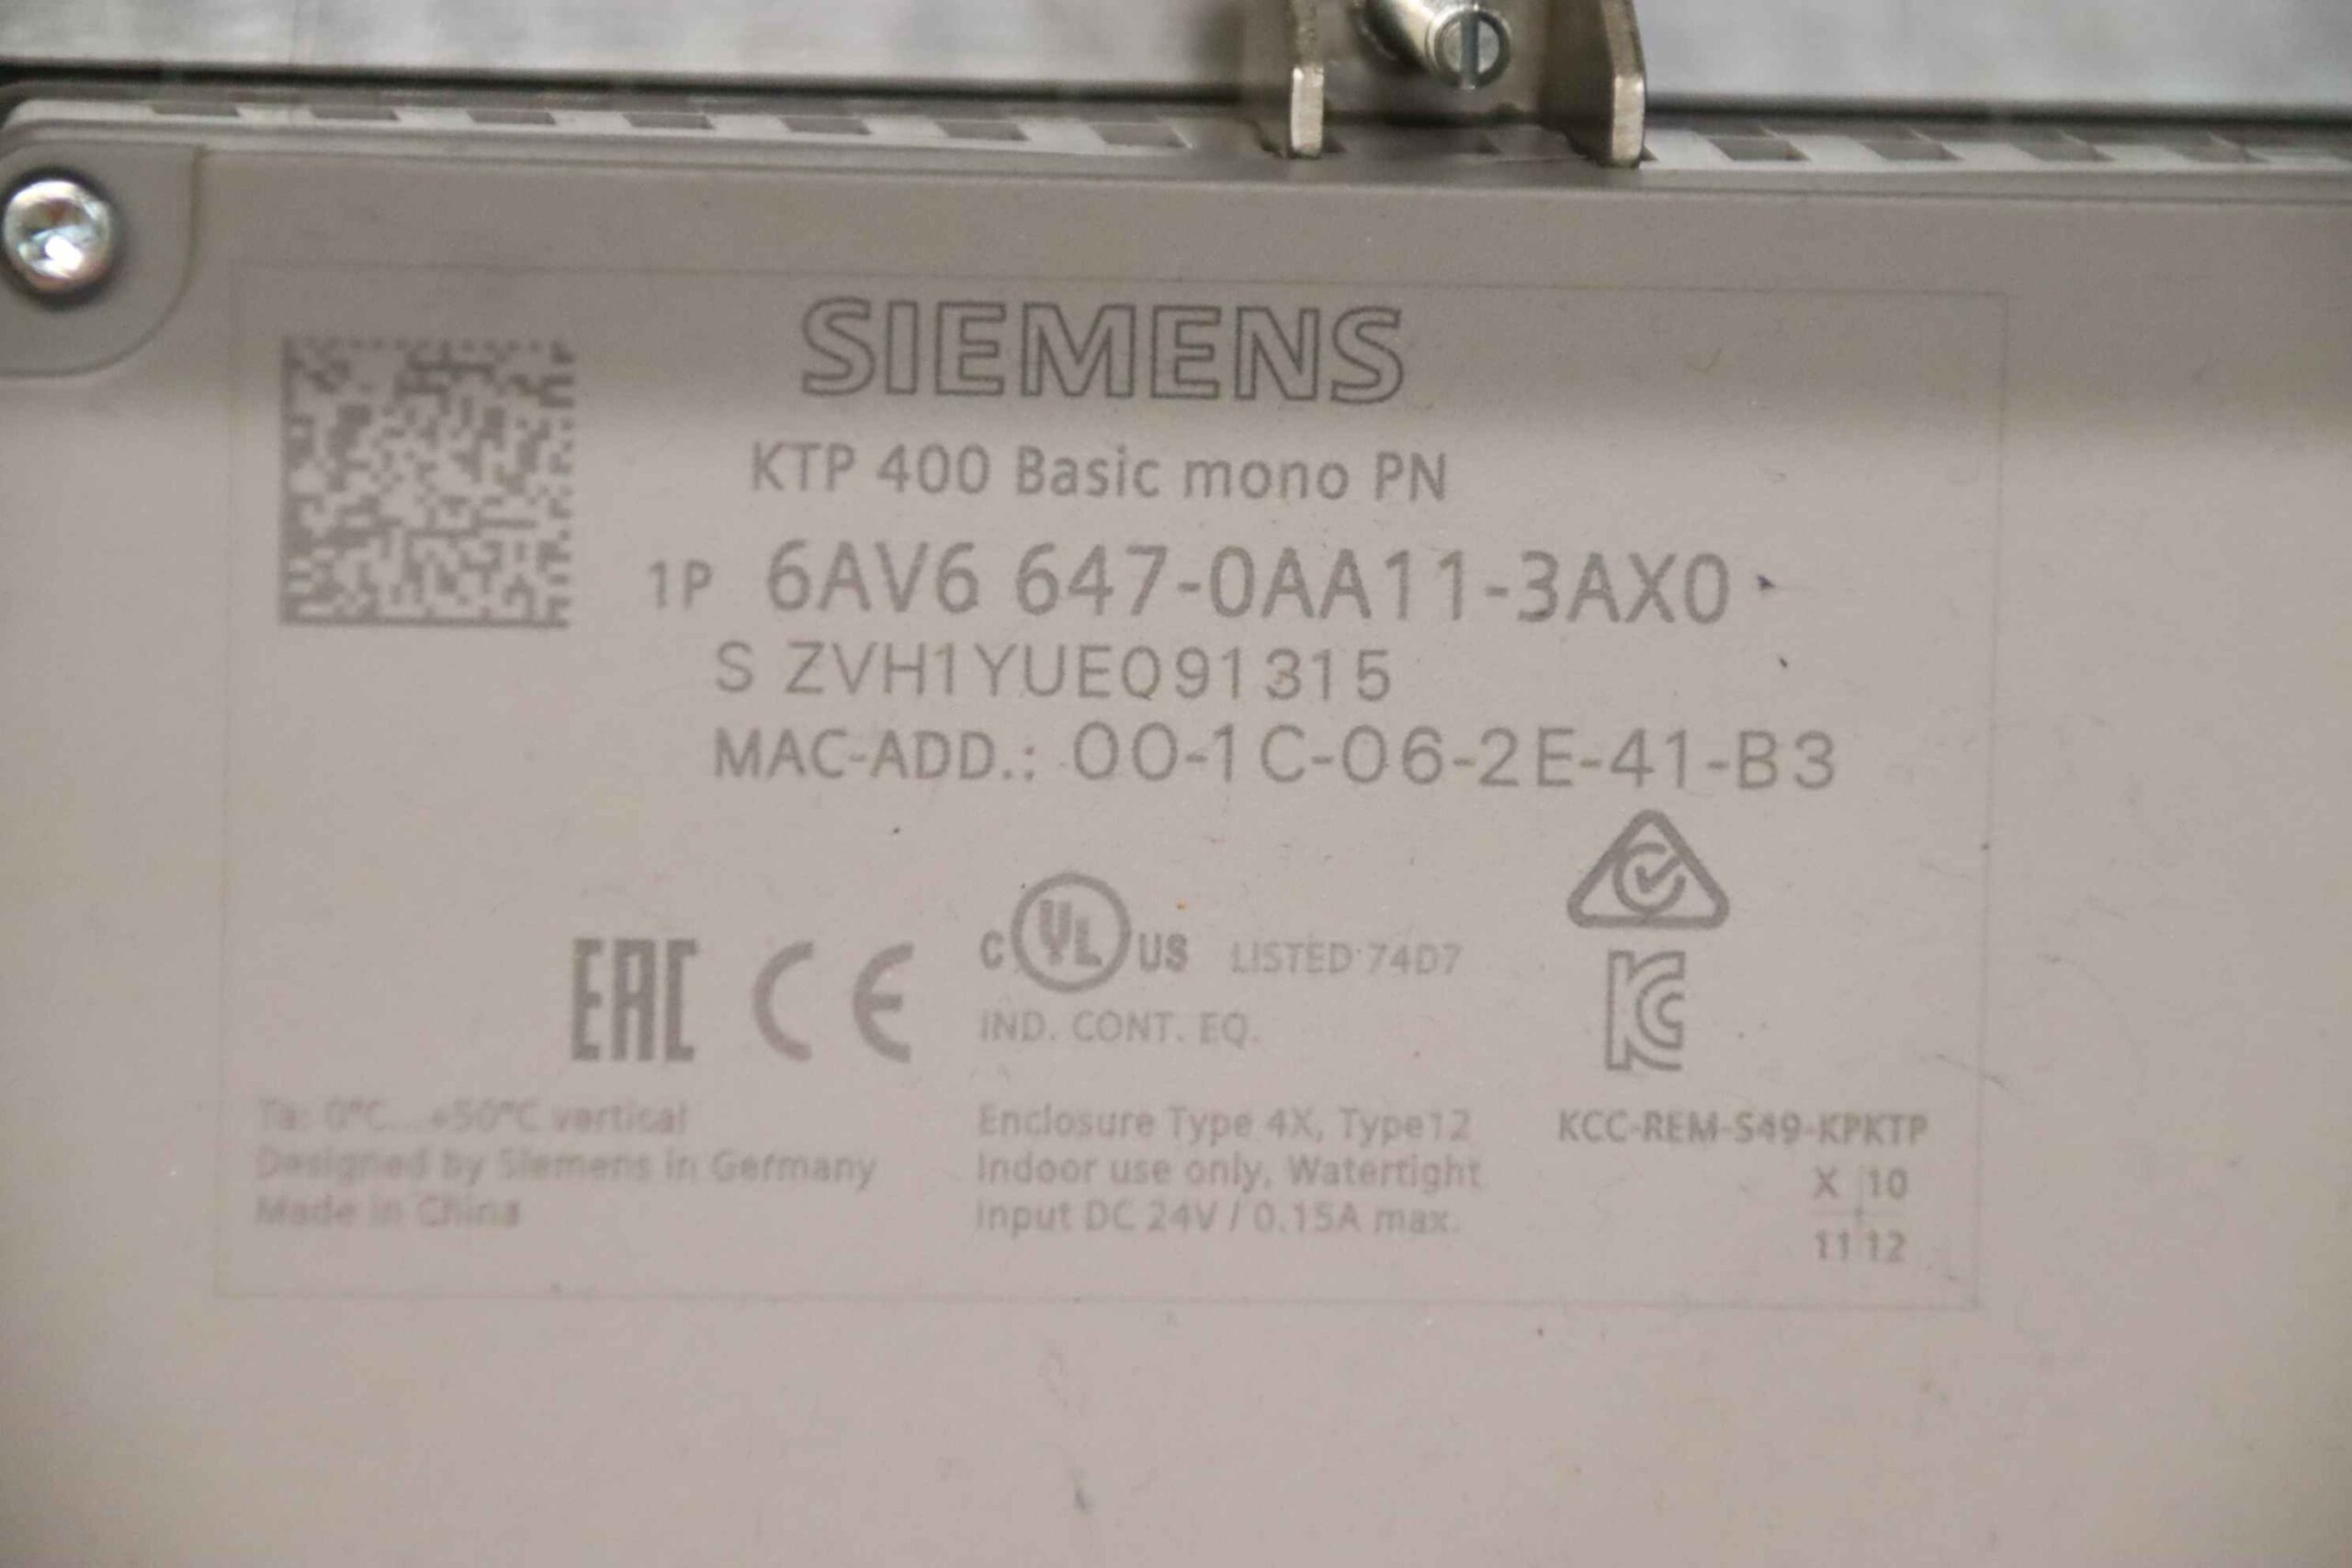 SIEMENS
KTP 400 Basic mono PN
1P 6AV6 647-0AA11-3AX0
S ZVH1YUE091315
MAC-ADD.: 00-1C-06-2E-41-B3
EAC CE
C UL US LISTED 74D7
IND. CONT. EQ.
Ta: 0°C...+50°C vertical
Designed by Siemens in Germany
Made in China
Enclosure Type 4X, Type12
Indoor use only, Watertight
Input DC 24V / 0.15A max.
KC
KCC-REM-S49-KPKTP
X 10
11 12